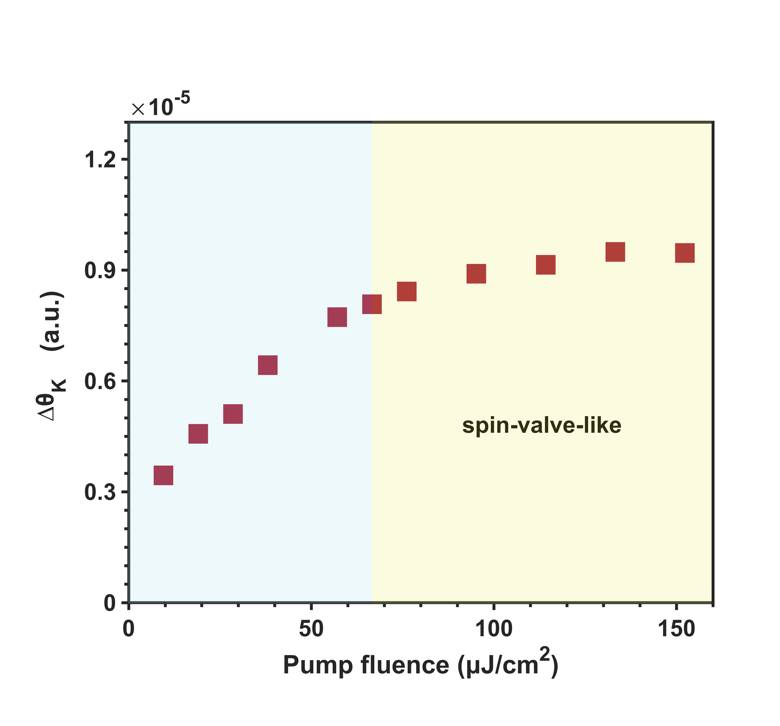 ×10⁻⁵
1.2
0.9
0.6
0.3
0
ΔθK (a.u.)
spin-valve-like
0 50 100 150
Pump fluence (μJ/cm²)